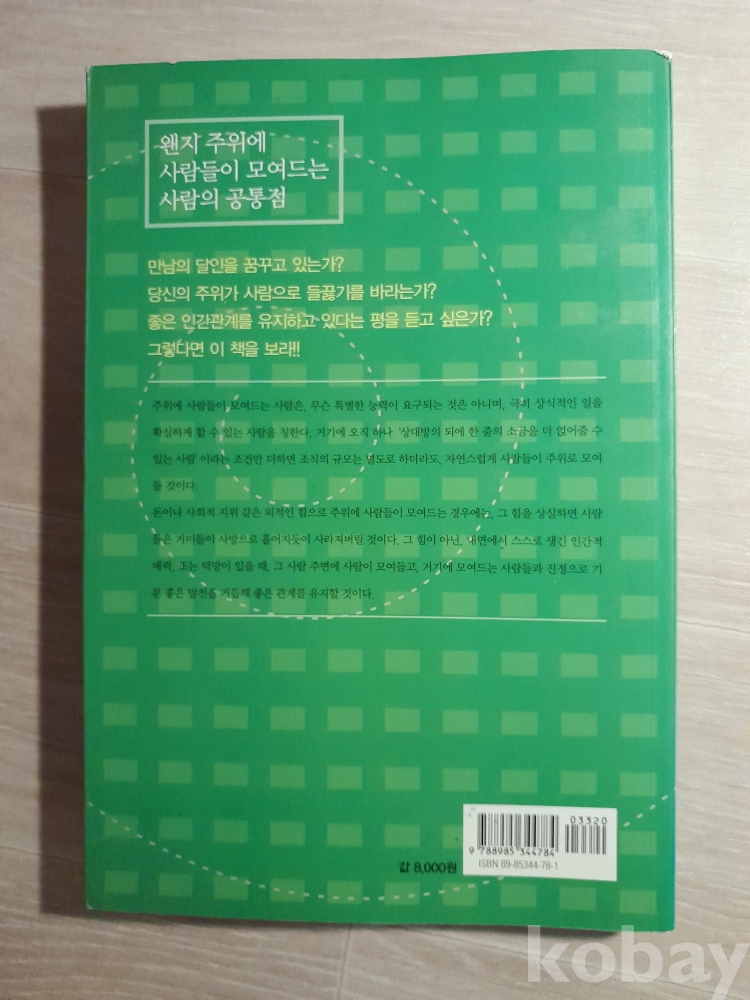 왠지 주위에
사람들이 모여드는
사람의 공통점
만남의 달인을 꿈꾸고 있는가?
당신의 주위가 사람으로 들끓기를 바라는가?
좋은 인간관계를 유지하고 있다는 평을 듣고 싶은가?
그렇다면 이 책을 보라!!
주위에 사람들이 모여드는 사람은, 무슨 특별한 능력이 요구되는 것은 아니며, 극히 상식적인 일을
확실하게 할 수 있는 사람을 칭한다. 거기에 오직 하나 '상대방의 되에 한 줌의 소금을 더 얹어줄 수
있는 사람' 이라는 조건만 더하면 조직의 규모는 별도로 하더라도, 자연스럽게 사람들이 주위로 모여
들 것이다.
돈이나 사회적 지위 같은 외적인 힘으로 주위에 사람들이 모여드는 경우에는, 그 힘을 상실하면 사람
들은 거미들이 사방으로 흩어지듯이 사라져버릴 것이다. 그 힘이 아닌, 내면에서 스스로 생긴 인간적
매력, 또는 덕망이 있을 때, 그 사람 주변에 사람이 모여들고, 거기에 모여드는 사람들과 진정으로 기
분 좋은 발전을 거듭해 좋은 관계를 유지할 것이다.
03320
9 788985 344784
ISBN 89-85344-78-1
값 8,000원
kobay